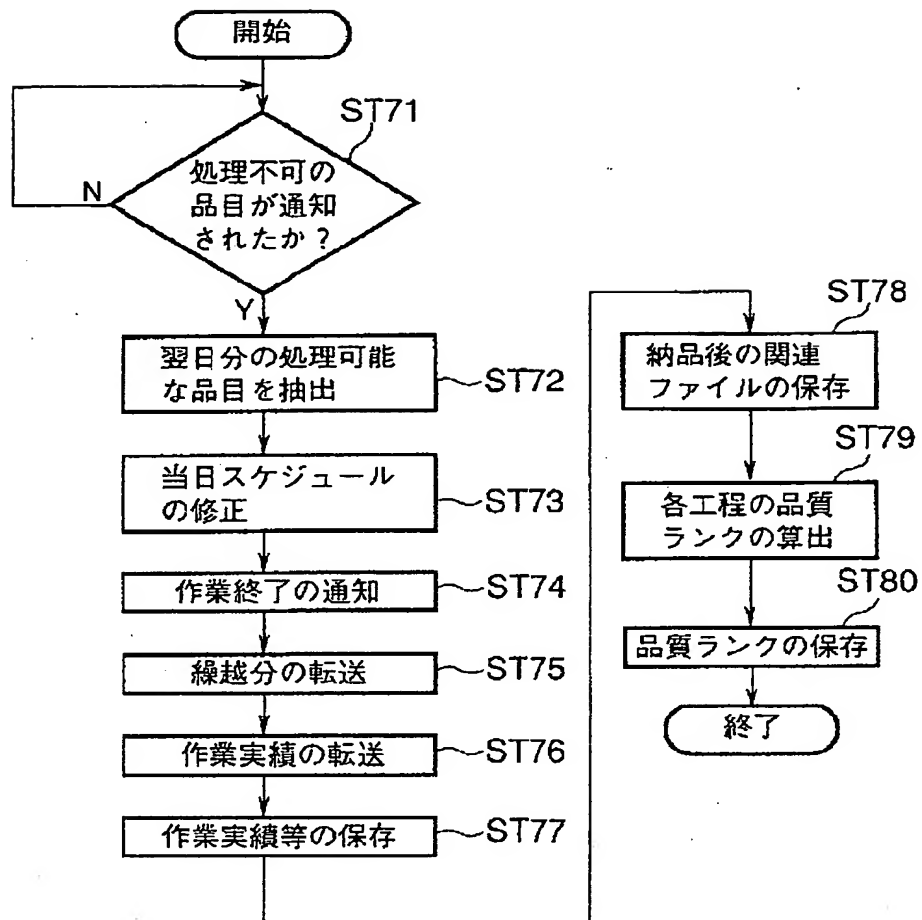 開始
ST71
処理不可の
品目が通知
されたか？
N
Y
翌日分の処理可能
な品目を抽出
ST72
当日スケジュール
の修正
ST73
作業終了の通知
ST74
繰越分の転送
ST75
作業実績の転送
ST76
作業実績等の保存
ST77
ST78
納品後の関連
ファイルの保存
ST79
各工程の品質
ランクの算出
ST80
品質ランクの保存
終了